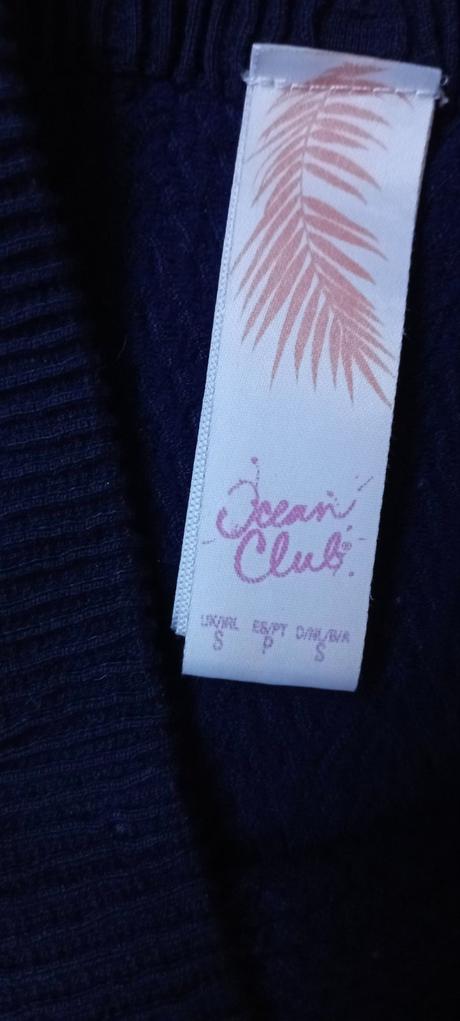 Ocean
Club®
UK/IRL ES/PT D/NL/B/A
S P S